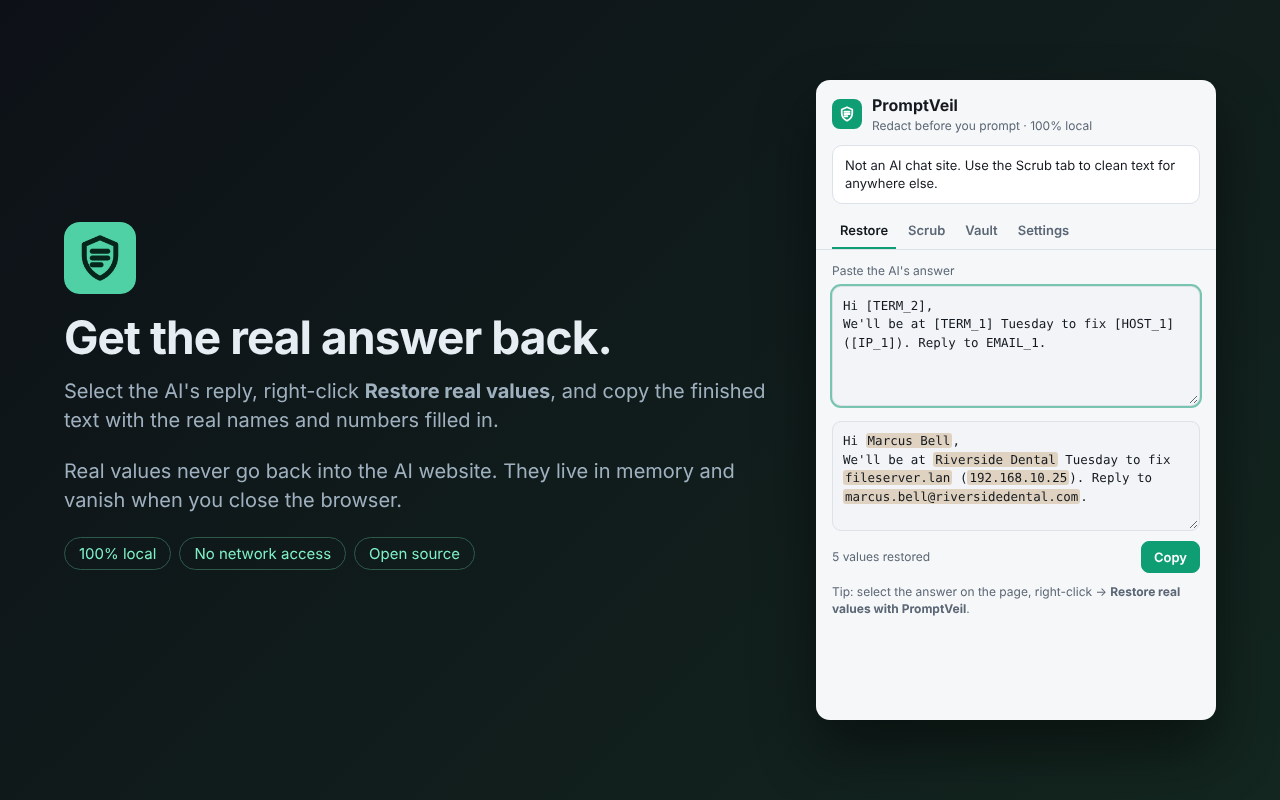 Get the real answer back.
Select the AI's reply, right-click Restore real values, and copy the finished
text with the real names and numbers filled in.
Real values never go back into the AI website. They live in memory and
vanish when you close the browser.
100% local
No network access
Open source
PromptVeil
Redact before you prompt · 100% local
Not an AI chat site. Use the Scrub tab to clean text for
anywhere else.
Restore Scrub Vault Settings
Paste the AI's answer
Hi [TERM_2],
We'll be at [TERM_1] Tuesday to fix [HOST_1]
([IP_1]). Reply to EMAIL_1.
Hi Marcus Bell,
We'll be at Riverside Dental Tuesday to fix
fileserver.lan (192.168.10.25). Reply to
marcus.bell@riversidedental.com.
5 values restored
Copy
Tip: select the answer on the page, right-click → Restore real
values with PromptVeil.